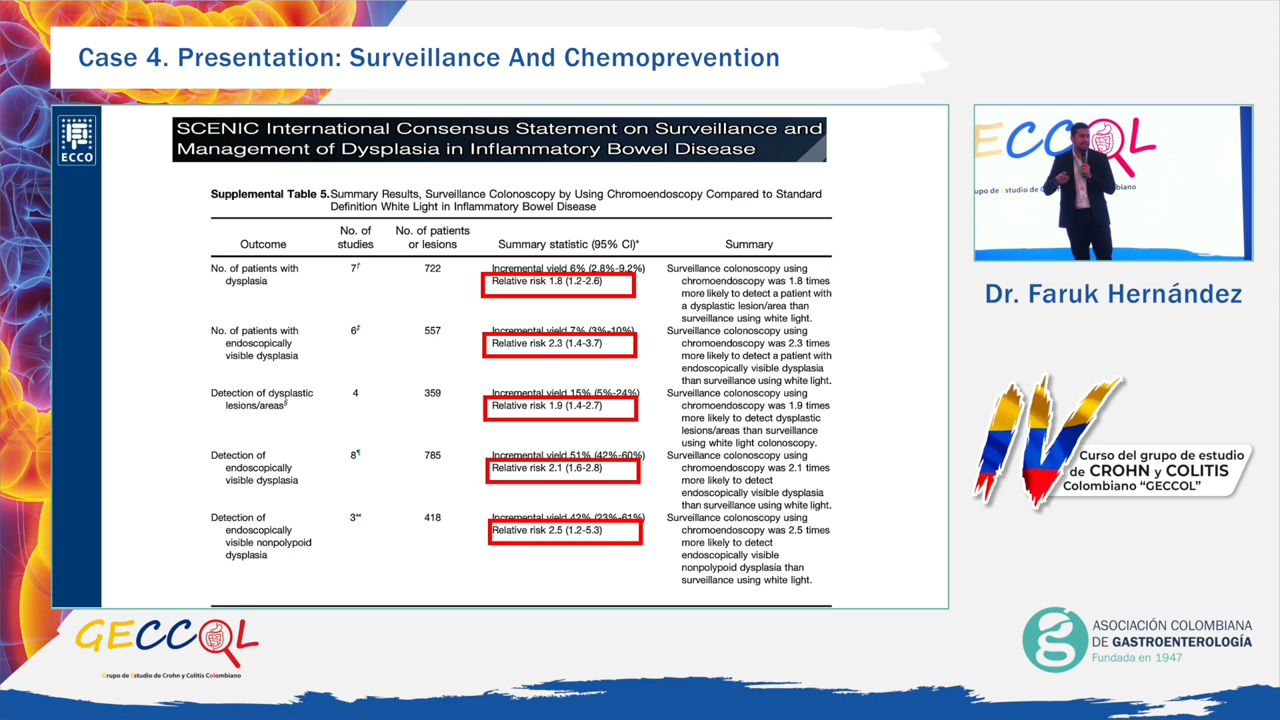 Case 4. Presentation: Surveillance And Chemoprevention
ECCO
SCENIC International Consensus Statement on Surveillance and
Management of Dysplasia in Inflammatory Bowel Disease
Supplemental Table 5. Summary Results, Surveillance Colonoscopy by Using Chromoendoscopy Compared to Standard
Definition White Light in Inflammatory Bowel Disease
Outcome
No. of
studies
No. of patients
or lesions
Summary statistic (95% CI)*
Summary
No. of patients with
dysplasia
7†
722
Incremental yield 6% (2.8%-9.2%)
Relative risk 1.8 (1.2-2.6)
Surveillance colonoscopy using
chromoendoscopy was 1.8 times
more likely to detect a patient with
a dysplastic lesion/area than
surveillance using white light.
No. of patients with
endoscopically
visible dysplasia
6‡
557
Incremental yield 7% (3%-10%)
Relative risk 2.3 (1.4-3.7)
Surveillance colonoscopy using
chromoendoscopy was 2.3 times
more likely to detect a patient with
endoscopically visible dysplasia
than surveillance using white light.
Detection of dysplastic
lesions/areas§
4
359
Incremental yield 15% (5%-24%)
Relative risk 1.9 (1.4-2.7)
Surveillance colonoscopy using
chromoendoscopy was 1.9 times
more likely to detect dysplastic
lesions/areas than surveillance
using white light colonoscopy.
Detection of
endoscopically
visible dysplasia
8¶
785
Incremental yield 51% (42%-60%)
Relative risk 2.1 (1.6-2.8)
Surveillance colonoscopy using
chromoendoscopy was 2.1 times
more likely to detect
endoscopically visible dysplasia
than surveillance using white light.
Detection of
endoscopically
visible nonpolypoid
dysplasia
3**
418
Incremental yield 42% (23%-61%)
Relative risk 2.5 (1.2-5.3)
Surveillance colonoscopy using
chromoendoscopy was 2.5 times
more likely to detect
endoscopically visible
nonpolypoid dysplasia than
surveillance using white light.
Dr. Faruk Hernández
IV
Curso del grupo de estudio
de CROHN y COLITIS
Colombiano “GECCOL”
GECCOL
Grupo de Estudio de Crohn y Colitis Colombiano
ASOCIACIÓN COLOMBIANA
DE GASTROENTEROLOGÍA
Fundada en 1947